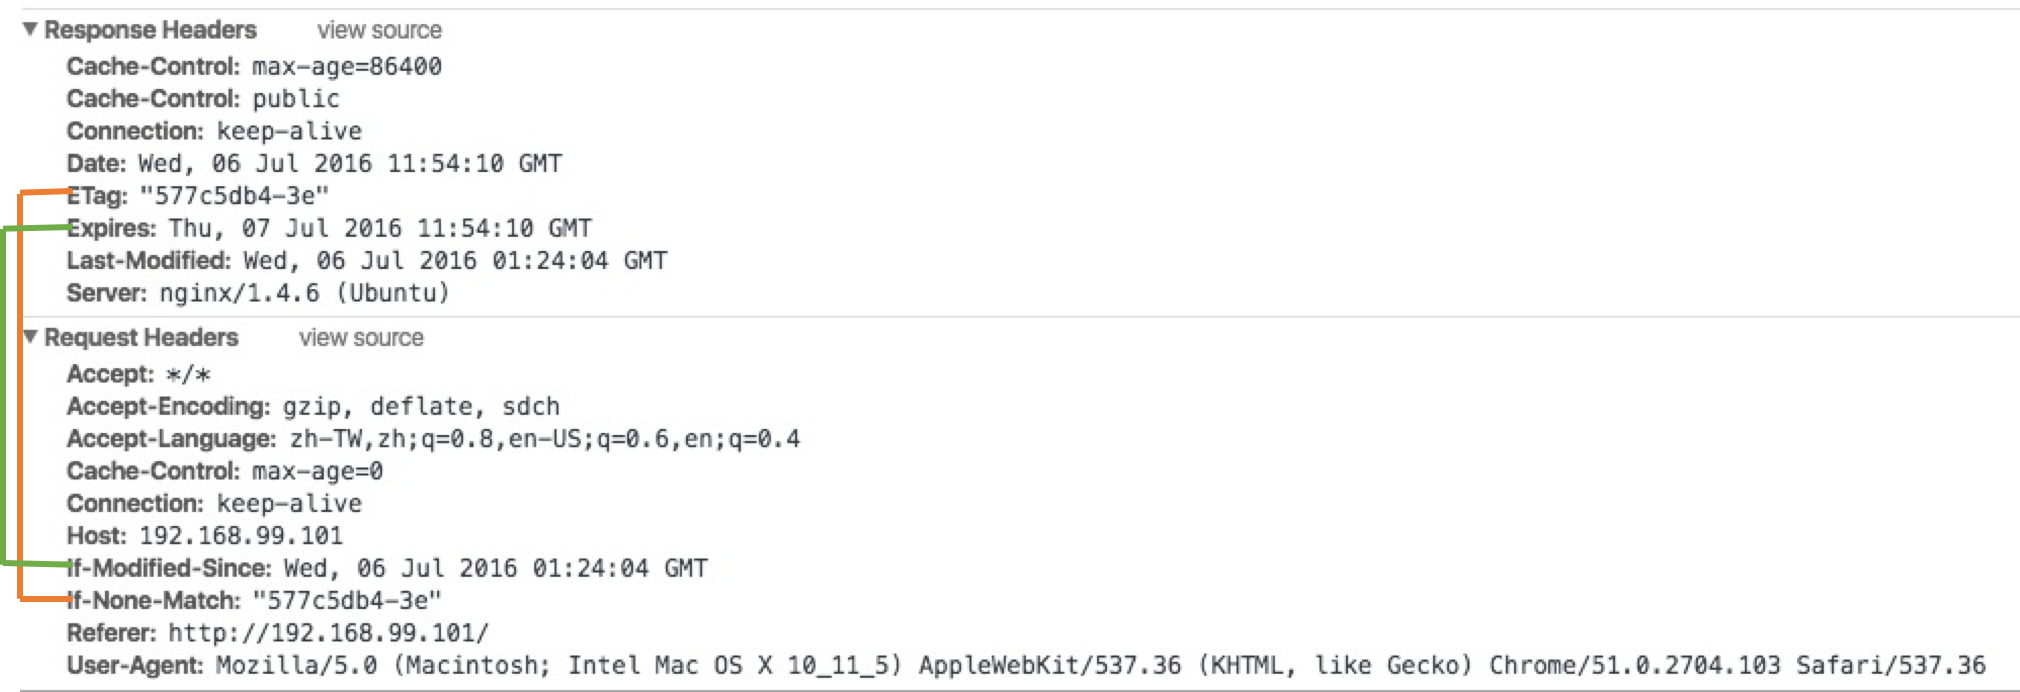 Response Headers view source
Cache-Control: max-age=86400
Cache-Control: public
Connection: keep-alive
Date: Wed, 06 Jul 2016 11:54:10 GMT
ETag: "577c5db4-3e"
Expires: Thu, 07 Jul 2016 11:54:10 GMT
Last-Modified: Wed, 06 Jul 2016 01:24:04 GMT
Server: nginx/1.4.6 (Ubuntu)
Request Headers view source
Accept: */*
Accept-Encoding: gzip, deflate, sdch
Accept-Language: zh-TW,zh;q=0.8,en-US;q=0.6,en;q=0.4
Cache-Control: max-age=0
Connection: keep-alive
Host: 192.168.99.101
If-Modified-Since: Wed, 06 Jul 2016 01:24:04 GMT
If-None-Match: "577c5db4-3e"
Referer: http://192.168.99.101/
User-Agent: Mozilla/5.0 (Macintosh; Intel Mac OS X 10_11_5) AppleWebKit/537.36 (KHTML, like Gecko) Chrome/51.0.2704.103 Safari/537.36